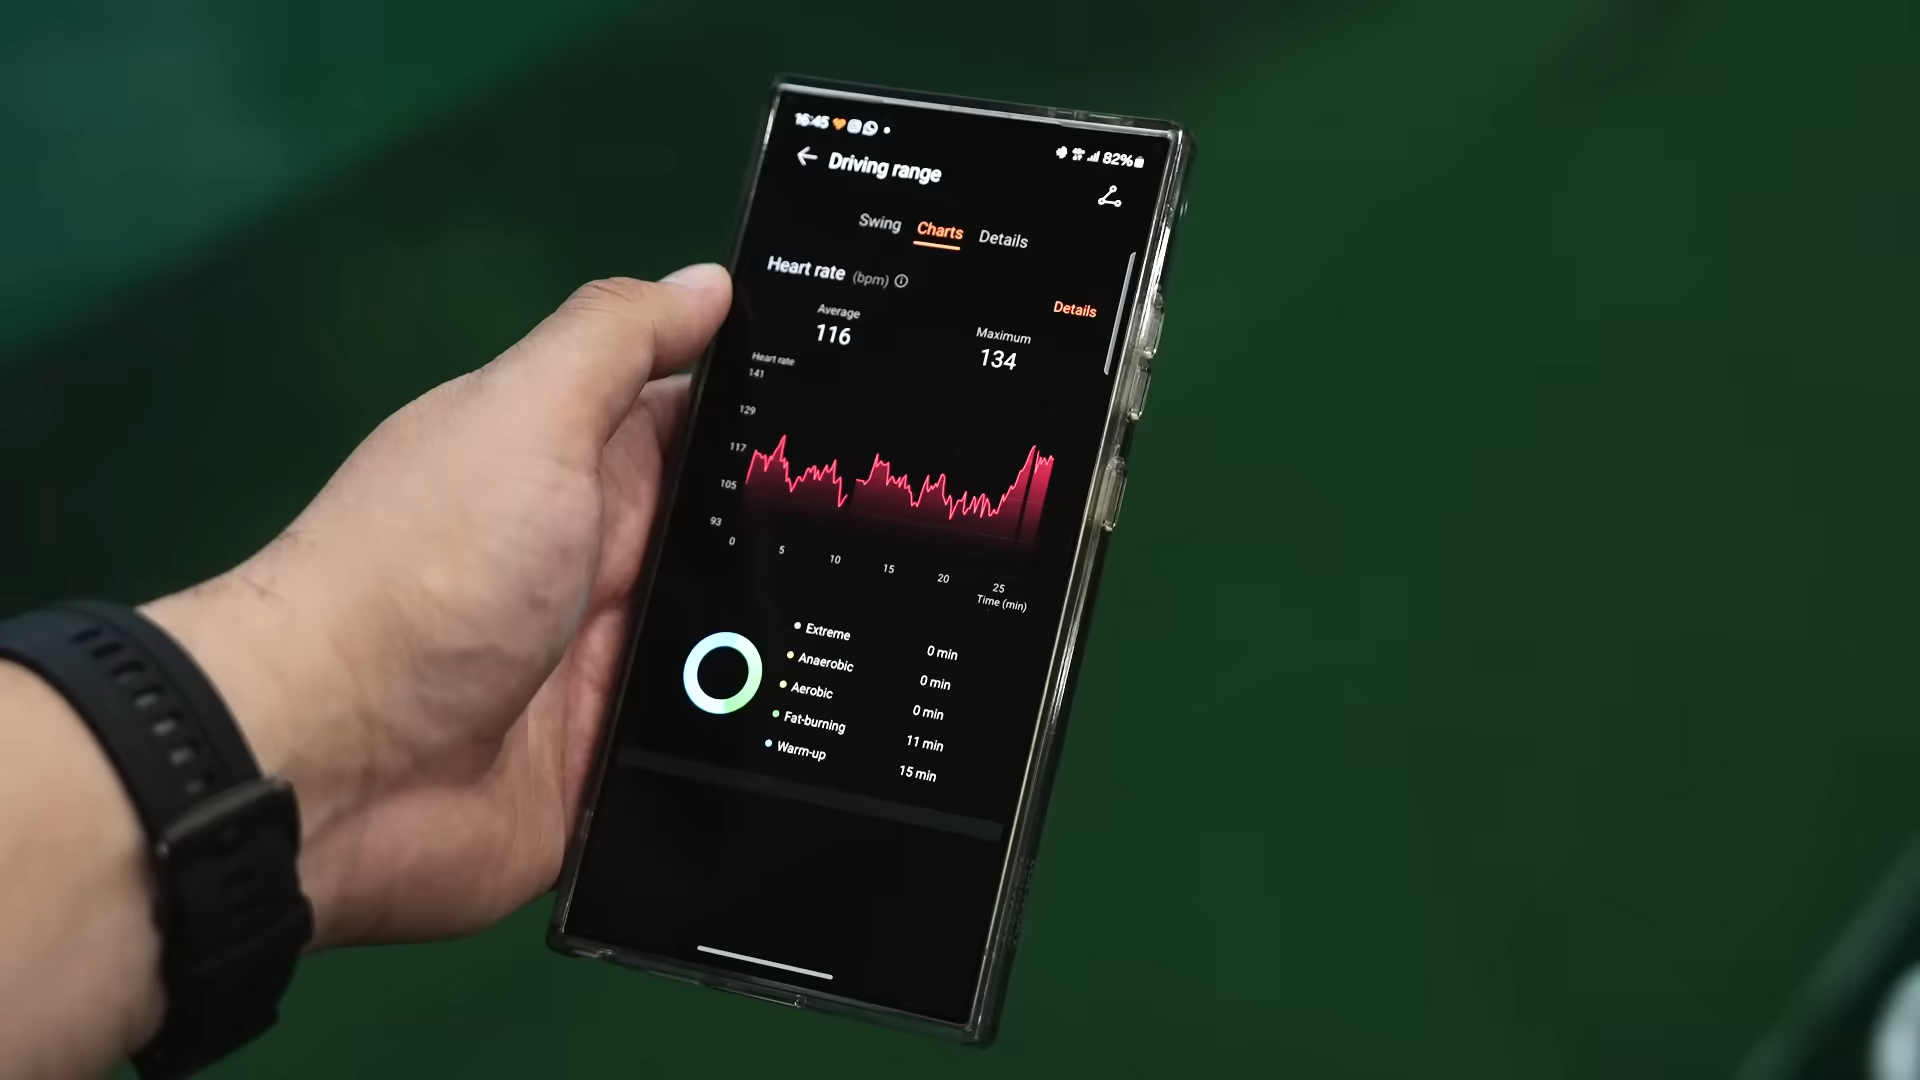 16:45
82%
Driving range
Swing Charts Details
Heart rate (bpm)
Details
Average
116
Maximum
134
Heart rate
141
129
117
105
93
0 5 10 15 20 25
Time (min)
Extreme 0 min
Anaerobic 0 min
Aerobic 0 min
Fat-burning 11 min
Warm-up 15 min